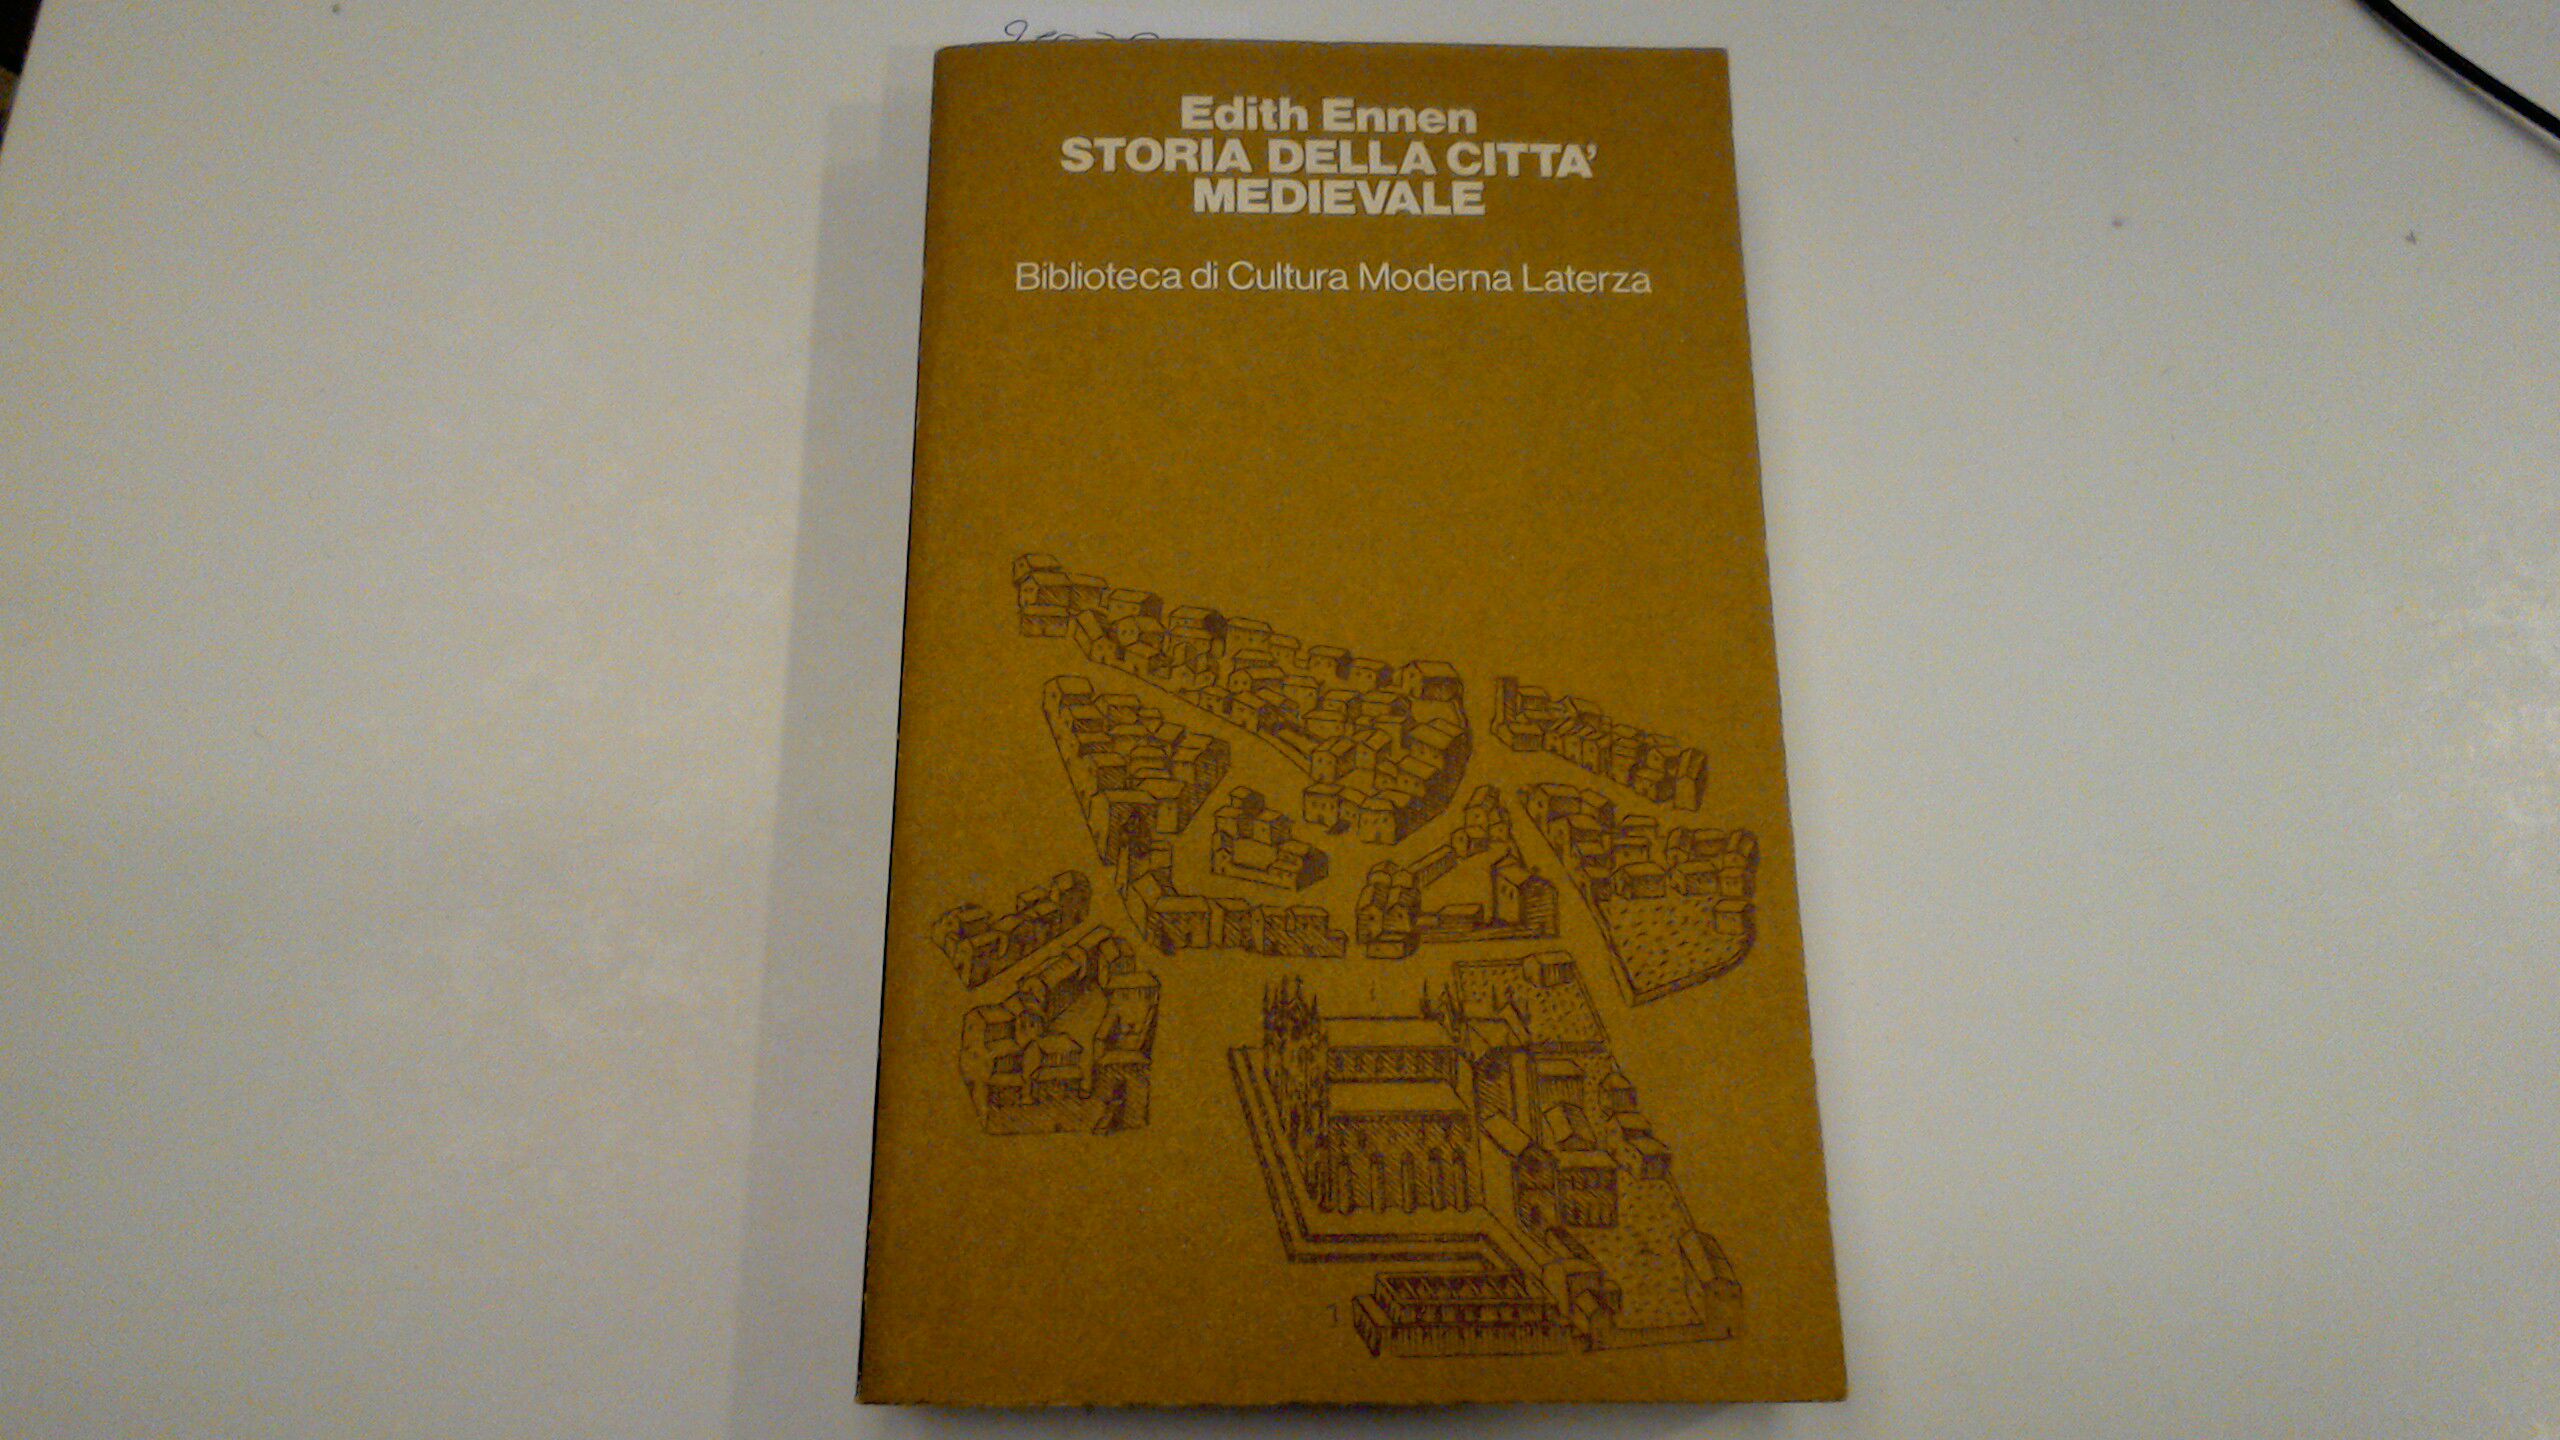 Edith Ennen
STORIA DELLA CITTA'
MEDIEVALE
Biblioteca di Cultura Moderna Laterza